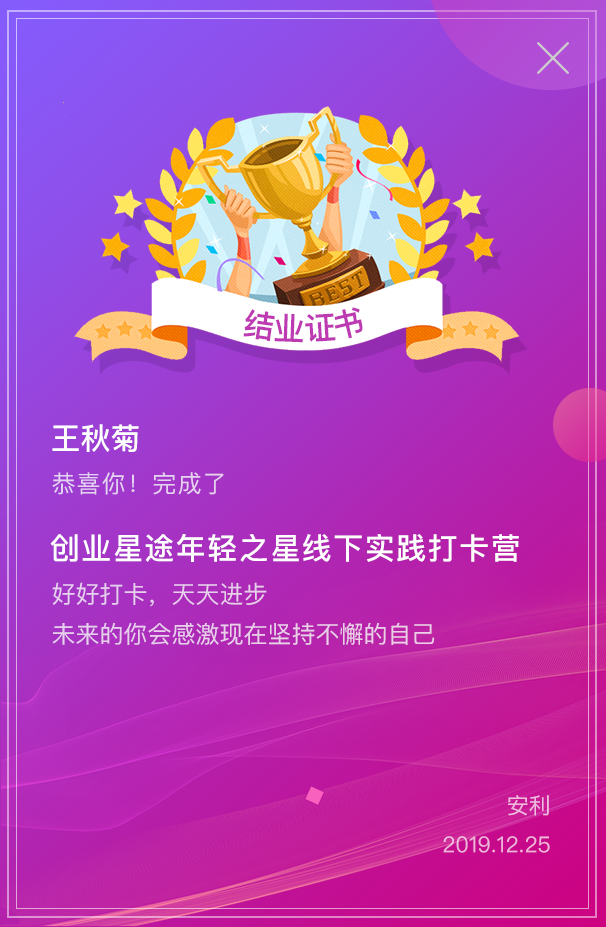 BEST
结业证书
王秋菊
恭喜你！完成了
创业星途年轻之星线下实践打卡营
好好打卡，天天进步
未来的你会感激现在坚持不懈的自己
安利
2019.12.25